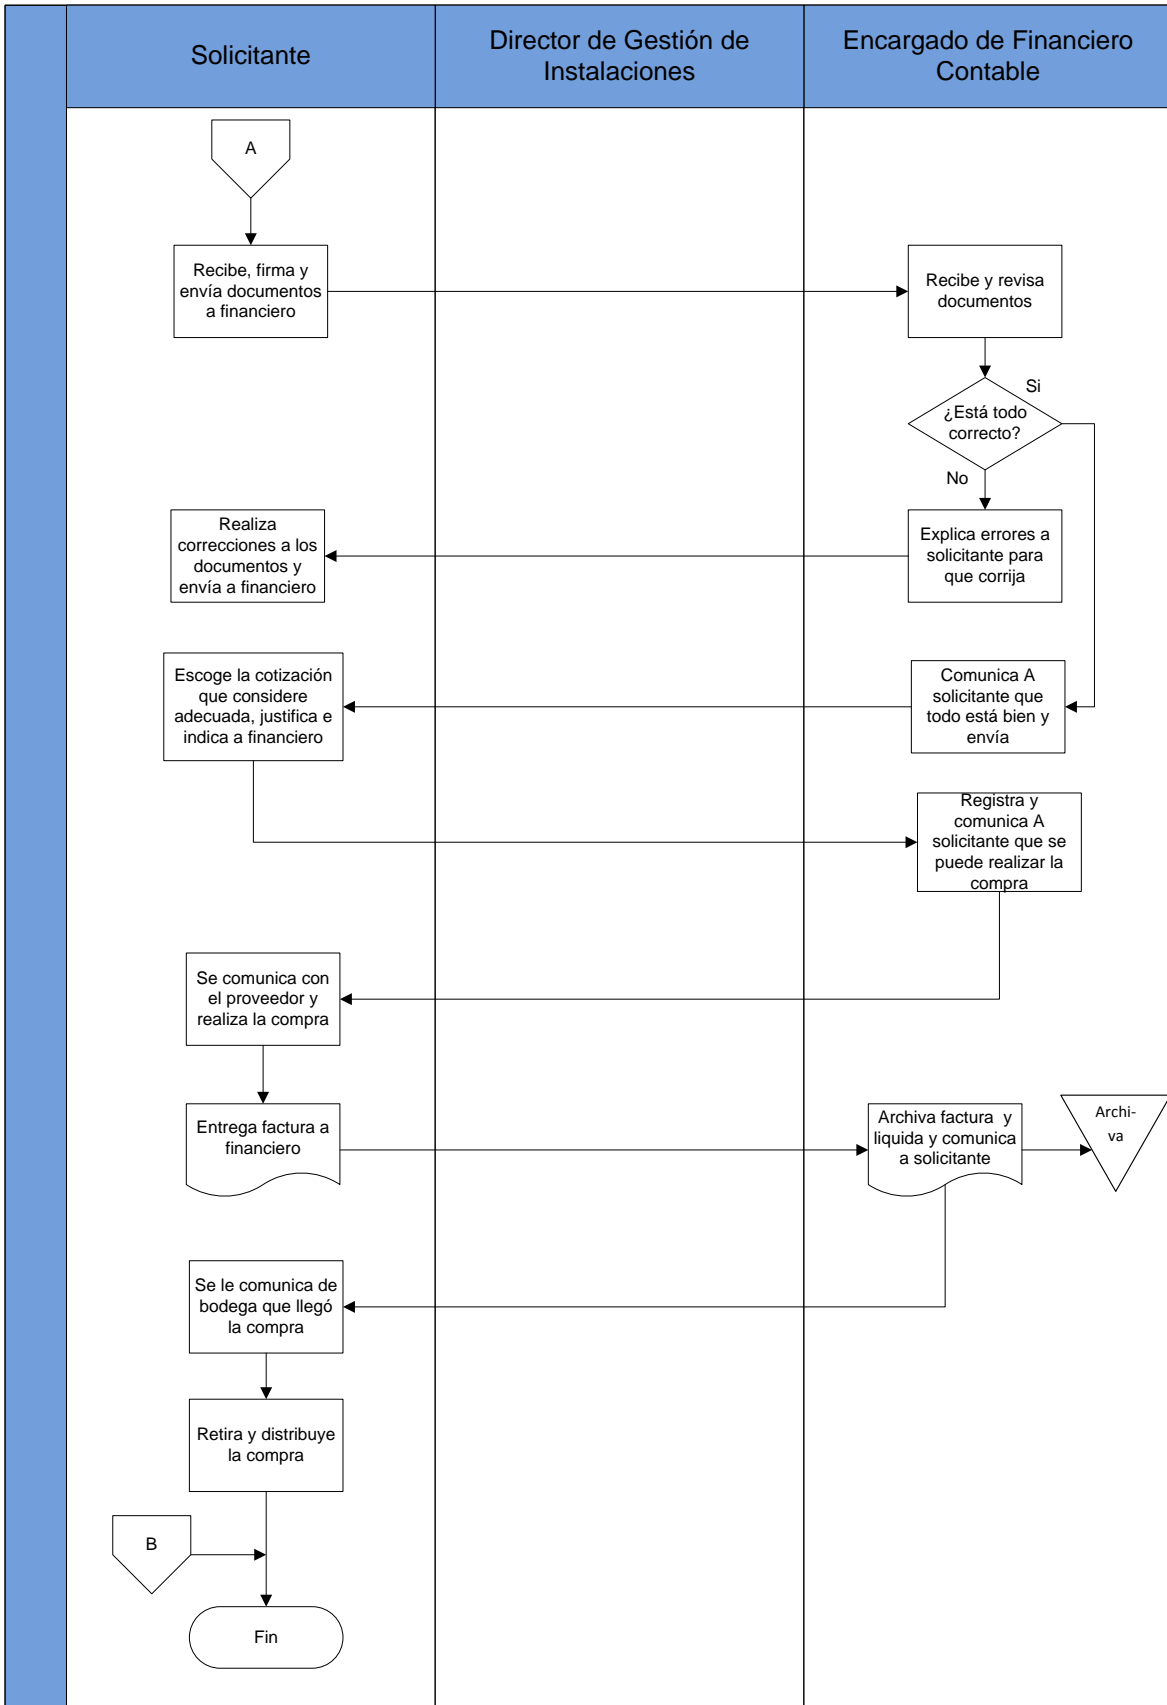 Solicitante
Director de Gestión de
Instalaciones
Encargado de Financiero
Contable
A
Recibe, firma y
envía documentos
a financiero
Recibe y revisa
documentos
Si
¿Está todo
correcto?
No
Realiza
correcciones a los
documentos y
envía a financiero
Explica errores a
solicitante para
que corrija
Escoge la cotización
que considere
adecuada, justifica e
indica a financiero
Comunica A
solicitante que
todo está bien y
envía
Registra y
comunica A
solicitante que se
puede realizar la
compra
Se comunica con
el proveedor y
realiza la compra
Entrega factura a
financiero
Archiva factura  y
liquida y comunica
a solicitante
Archi-
va
Se le comunica de
bodega que llegó
la compra
Retira y distribuye
la compra
B
Fin